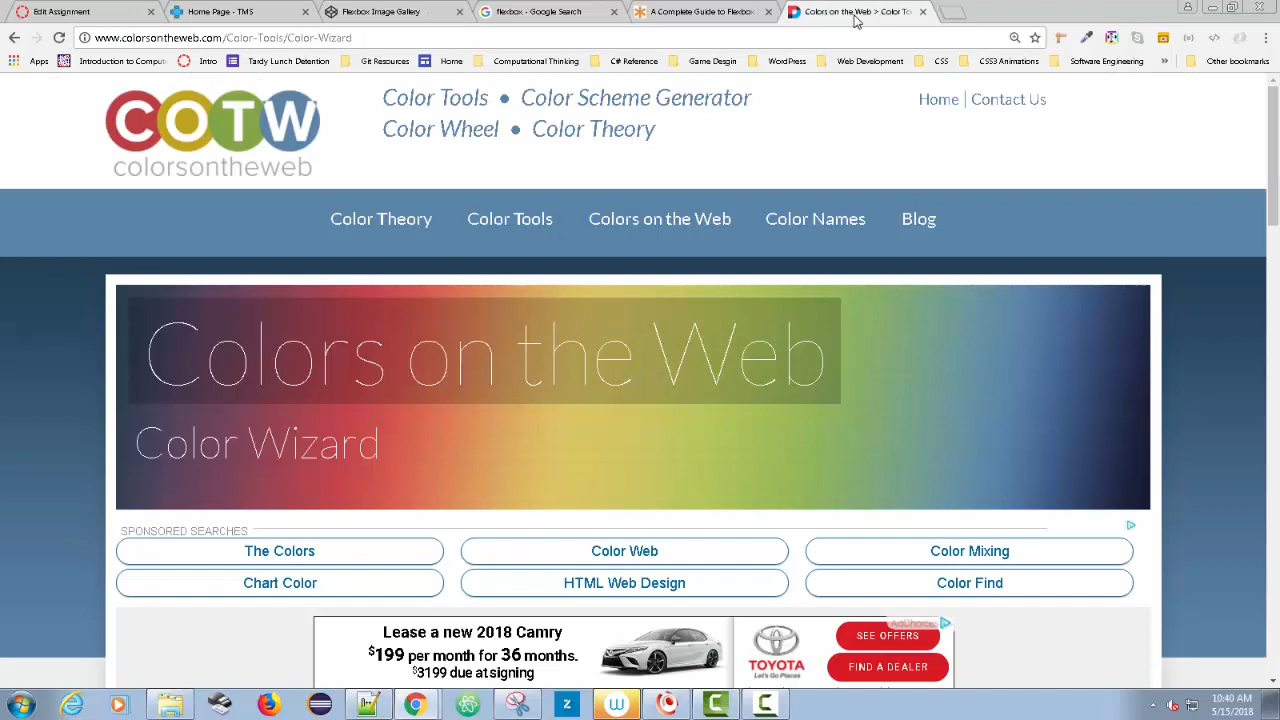 Edit Assignment
Home Page - TMS
Flexbox Image Gallery
flexbox - Google Search
A Complete Guide to Flexbox
Colors on the Web > Color To
www.colorsontheweb.com/Color-Tools/Color-Wizard
Apps
Introduction to Comput
Intro
Tardy Lunch Detention
Git Resources
Home
Computational Thinking
C# Reference
Game Desgin
WordPress
Web Development
CSS
CSS3 Animations
Software Engineering
Other bookmarks
COTW
colorsontheweb
Color Tools ● Color Scheme Generator
Color Wheel ● Color Theory
Home | Contact Us
Color Theory
Color Tools
Colors on the Web
Color Names
Blog
Colors on the Web
Color Wizard
SPONSORED SEARCHES
The Colors
Color Web
Color Mixing
Chart Color
HTML Web Design
Color Find
Lease a new 2018 Camry
$199 per month for 36 months.
$3199 due at signing
TOYOTA
Let's Go Places
AdChoices
SEE OFFERS
FIND A DEALER
10:40 AM
5/15/2018